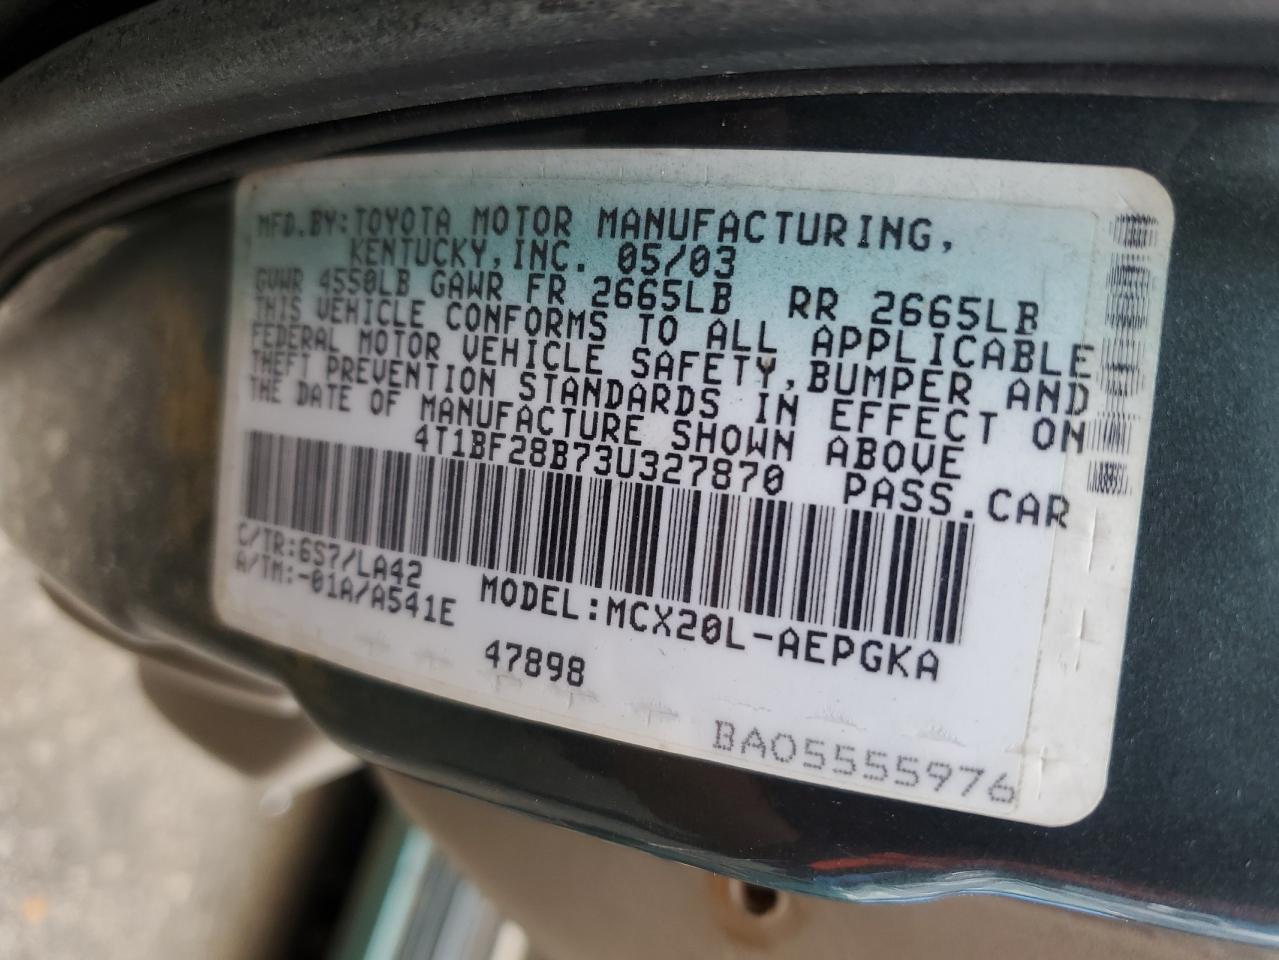 MFD.BY:TOYOTA MOTOR MANUFACTURING,
KENTUCKY,INC. 05/03
GVWR 4550LB GAWR FR 2665LB RR 2665LB
THIS VEHICLE CONFORMS TO ALL APPLICABLE
FEDERAL MOTOR VEHICLE SAFETY,BUMPER AND
THEFT PREVENTION STANDARDS IN EFFECT ON
THE DATE OF MANUFACTURE SHOWN ABOVE
4T1BF28B73U327870 PASS.CAR
C/TR:6S7/LA42
A/TM:-01A/A541E
MODEL:MCX20L-AEPGKA
47898
BA05555976